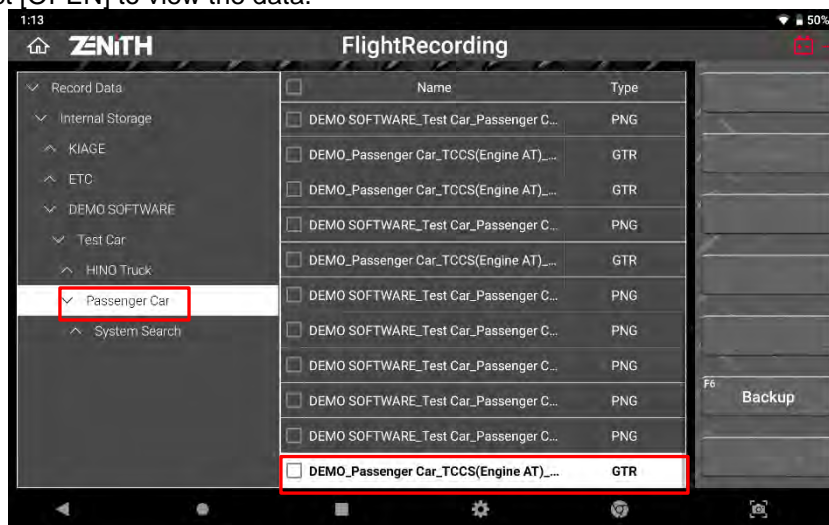 t [OPEN] to view the data.
1:13
50%
ZENITH
FlightRecording
Record Data
Internal Storage
KIAGE
ETC
DEMO SOFTWARE
Test Car
HINO Truck
Passenger Car
System Search
Name Type
DEMO SOFTWARE_Test Car_Passenger C... PNG
DEMO_Passenger Car_TCCS(Engine AT)_... GTR
DEMO_Passenger Car_TCCS(Engine AT)_... GTR
DEMO SOFTWARE_Test Car_Passenger C... PNG
DEMO_Passenger Car_TCCS(Engine AT)_... GTR
DEMO SOFTWARE_Test Car_Passenger C... PNG
DEMO SOFTWARE_Test Car_Passenger C... PNG
DEMO SOFTWARE_Test Car_Passenger C... PNG
DEMO SOFTWARE_Test Car_Passenger C... PNG
DEMO SOFTWARE_Test Car_Passenger C... PNG
DEMO_Passenger Car_TCCS(Engine AT)_... GTR
F6
Backup